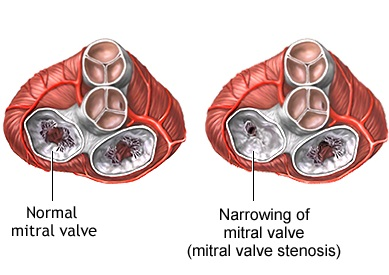 Normal
mitral valve
Narrowing of
mitral valve
(mitral valve stenosis)